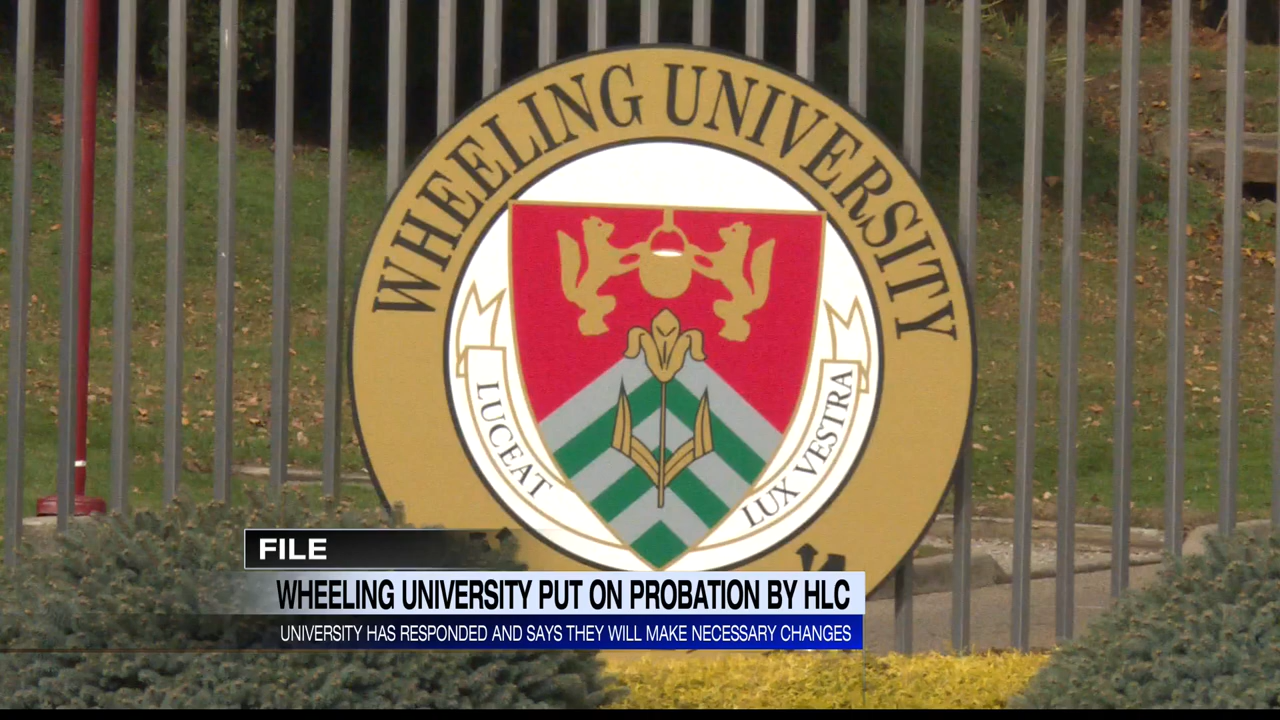 WHEELING UNIVERSITY
LUCEAT
LUX VESTRA
FILE
WHEELING UNIVERSITY PUT ON PROBATION BY HLC
UNIVERSITY HAS RESPONDED AND SAYS THEY WILL MAKE NECESSARY CHANGES